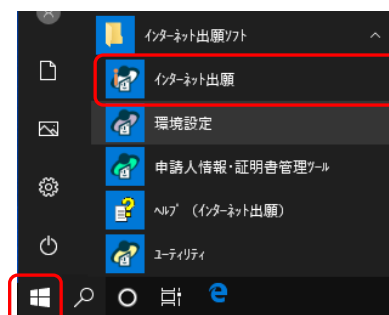 インターネット出願ソフト
インターネット出願
環境設定
申請人情報・証明書管理ツール
ヘルプ (インターネット出願)
ユーティリティ